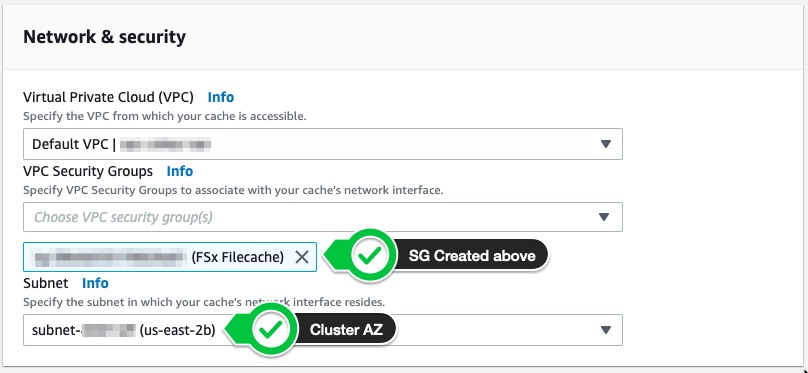 Network & security
Virtual Private Cloud (VPC) Info
Specify the VPC from which your cache is accessible.
Default VPC |
VPC Security Groups Info
Specify VPC Security Groups to associate with your cache's network interface.
Choose VPC security group(s)
(FSx Filecache)
SG Created above
Subnet Info
Specify the subnet in which your cache's network interface resides.
subnet- (us-east-2b)
Cluster AZ